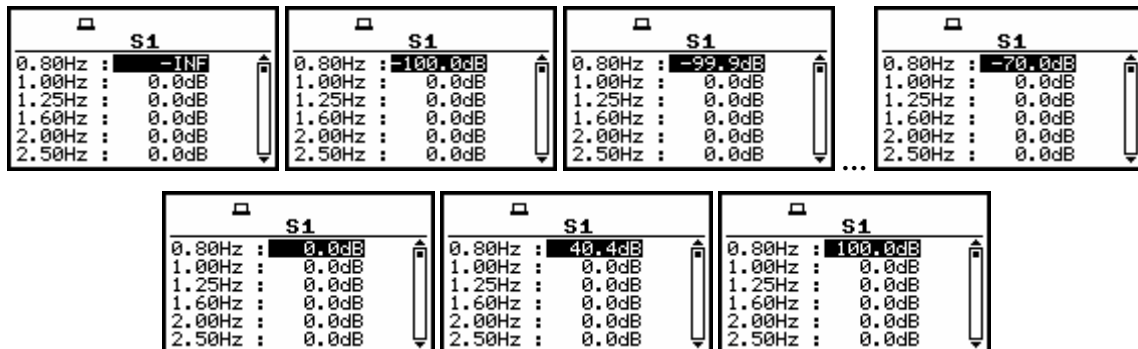 S1
0.80Hz : -INF
1.00Hz : 0.0dB
1.25Hz : 0.0dB
1.60Hz : 0.0dB
2.00Hz : 0.0dB
2.50Hz : 0.0dB
S1
0.80Hz :-100.0dB
1.00Hz : 0.0dB
1.25Hz : 0.0dB
1.60Hz : 0.0dB
2.00Hz : 0.0dB
2.50Hz : 0.0dB
S1
0.80Hz : -99.9dB
1.00Hz : 0.0dB
1.25Hz : 0.0dB
1.60Hz : 0.0dB
2.00Hz : 0.0dB
2.50Hz : 0.0dB
...
S1
0.80Hz : -70.0dB
1.00Hz : 0.0dB
1.25Hz : 0.0dB
1.60Hz : 0.0dB
2.00Hz : 0.0dB
2.50Hz : 0.0dB
S1
0.80Hz : 0.0dB
1.00Hz : 0.0dB
1.25Hz : 0.0dB
1.60Hz : 0.0dB
2.00Hz : 0.0dB
2.50Hz : 0.0dB
S1
0.80Hz : 40.4dB
1.00Hz : 0.0dB
1.25Hz : 0.0dB
1.60Hz : 0.0dB
2.00Hz : 0.0dB
2.50Hz : 0.0dB
S1
0.80Hz : 100.0dB
1.00Hz : 0.0dB
1.25Hz : 0.0dB
1.60Hz : 0.0dB
2.00Hz : 0.0dB
2.50Hz : 0.0dB